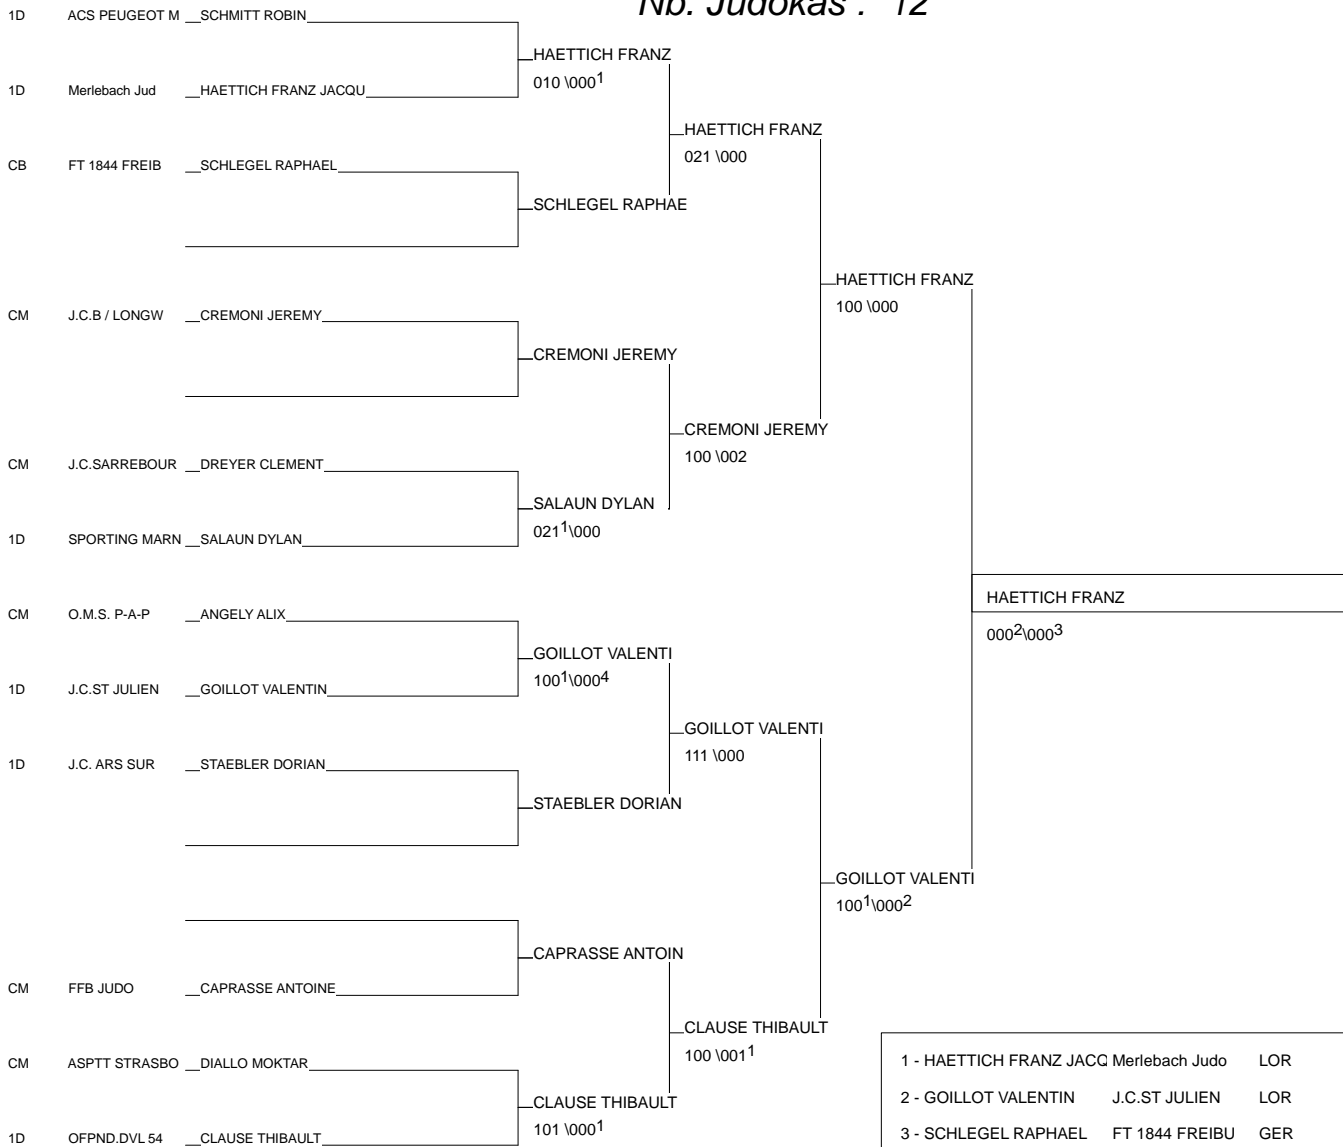 Nb. Judokas : 12
1D ACS PEUGEOT M SCHMITT ROBIN
HAETTICH FRANZ
010 \000¹
1D Merlebach Jud HAETTICH FRANZ JACQU
HAETTICH FRANZ
021 \000
CB FT 1844 FREIB SCHLEGEL RAPHAEL
SCHLEGEL RAPHAE
HAETTICH FRANZ
100 \000
CM J.C.B / LONGW CREMONI JEREMY
CREMONI JEREMY
CREMONI JEREMY
100 \002
CM J.C.SARREBOUR DREYER CLEMENT
SALAUN DYLAN
021¹\000
1D SPORTING MARN SALAUN DYLAN
HAETTICH FRANZ
000²\000³
CM O.M.S. P-A-P ANGELY ALIX
GOILLOT VALENTI
100¹\000⁴
1D J.C.ST JULIEN GOILLOT VALENTIN
GOILLOT VALENTI
111 \000
1D J.C. ARS SUR STAEBLER DORIAN
STAEBLER DORIAN
GOILLOT VALENTI
100¹\000²
CAPRASSE ANTOIN
CM FFB JUDO CAPRASSE ANTOINE
CLAUSE THIBAULT
100 \001¹
CM ASPTT STRASBO DIALLO MOKTAR
CLAUSE THIBAULT
101 \000¹
1D OFPND.DVL 54 CLAUSE THIBAULT
1 - HAETTICH FRANZ JACQ Merlebach Judo LOR
2 - GOILLOT VALENTIN J.C.ST JULIEN LOR
3 - SCHLEGEL RAPHAEL FT 1844 FREIBU GER